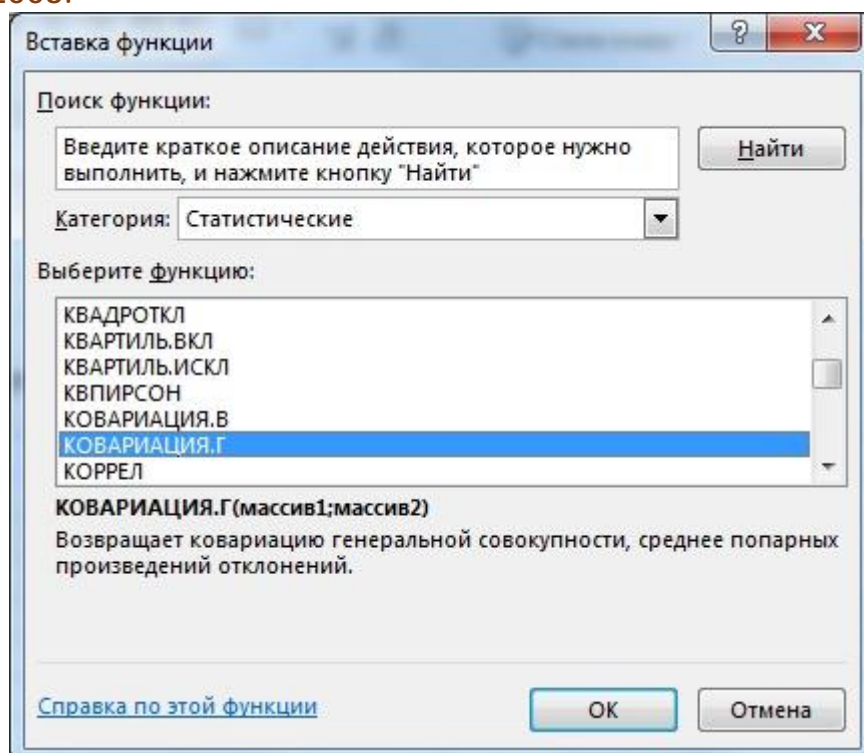 Вставка функции
Поиск функции:
Введите краткое описание действия, которое нужно
выполнить, и нажмите кнопку "Найти"
Найти
Категория: Статистические
Выберите функцию:
КВАДРОТКЛ
КВАРТИЛЬ.ВКЛ
КВАРТИЛЬ.ИСКЛ
КВПИРСОН
КОВАРИАЦИЯ.В
КОВАРИАЦИЯ.Г
КОРРЕЛ
КОВАРИАЦИЯ.Г(массив1;массив2)
Возвращает ковариацию генеральной совокупности, среднее попарных
произведений отклонений.
Справка по этой функции
ОК
Отмена